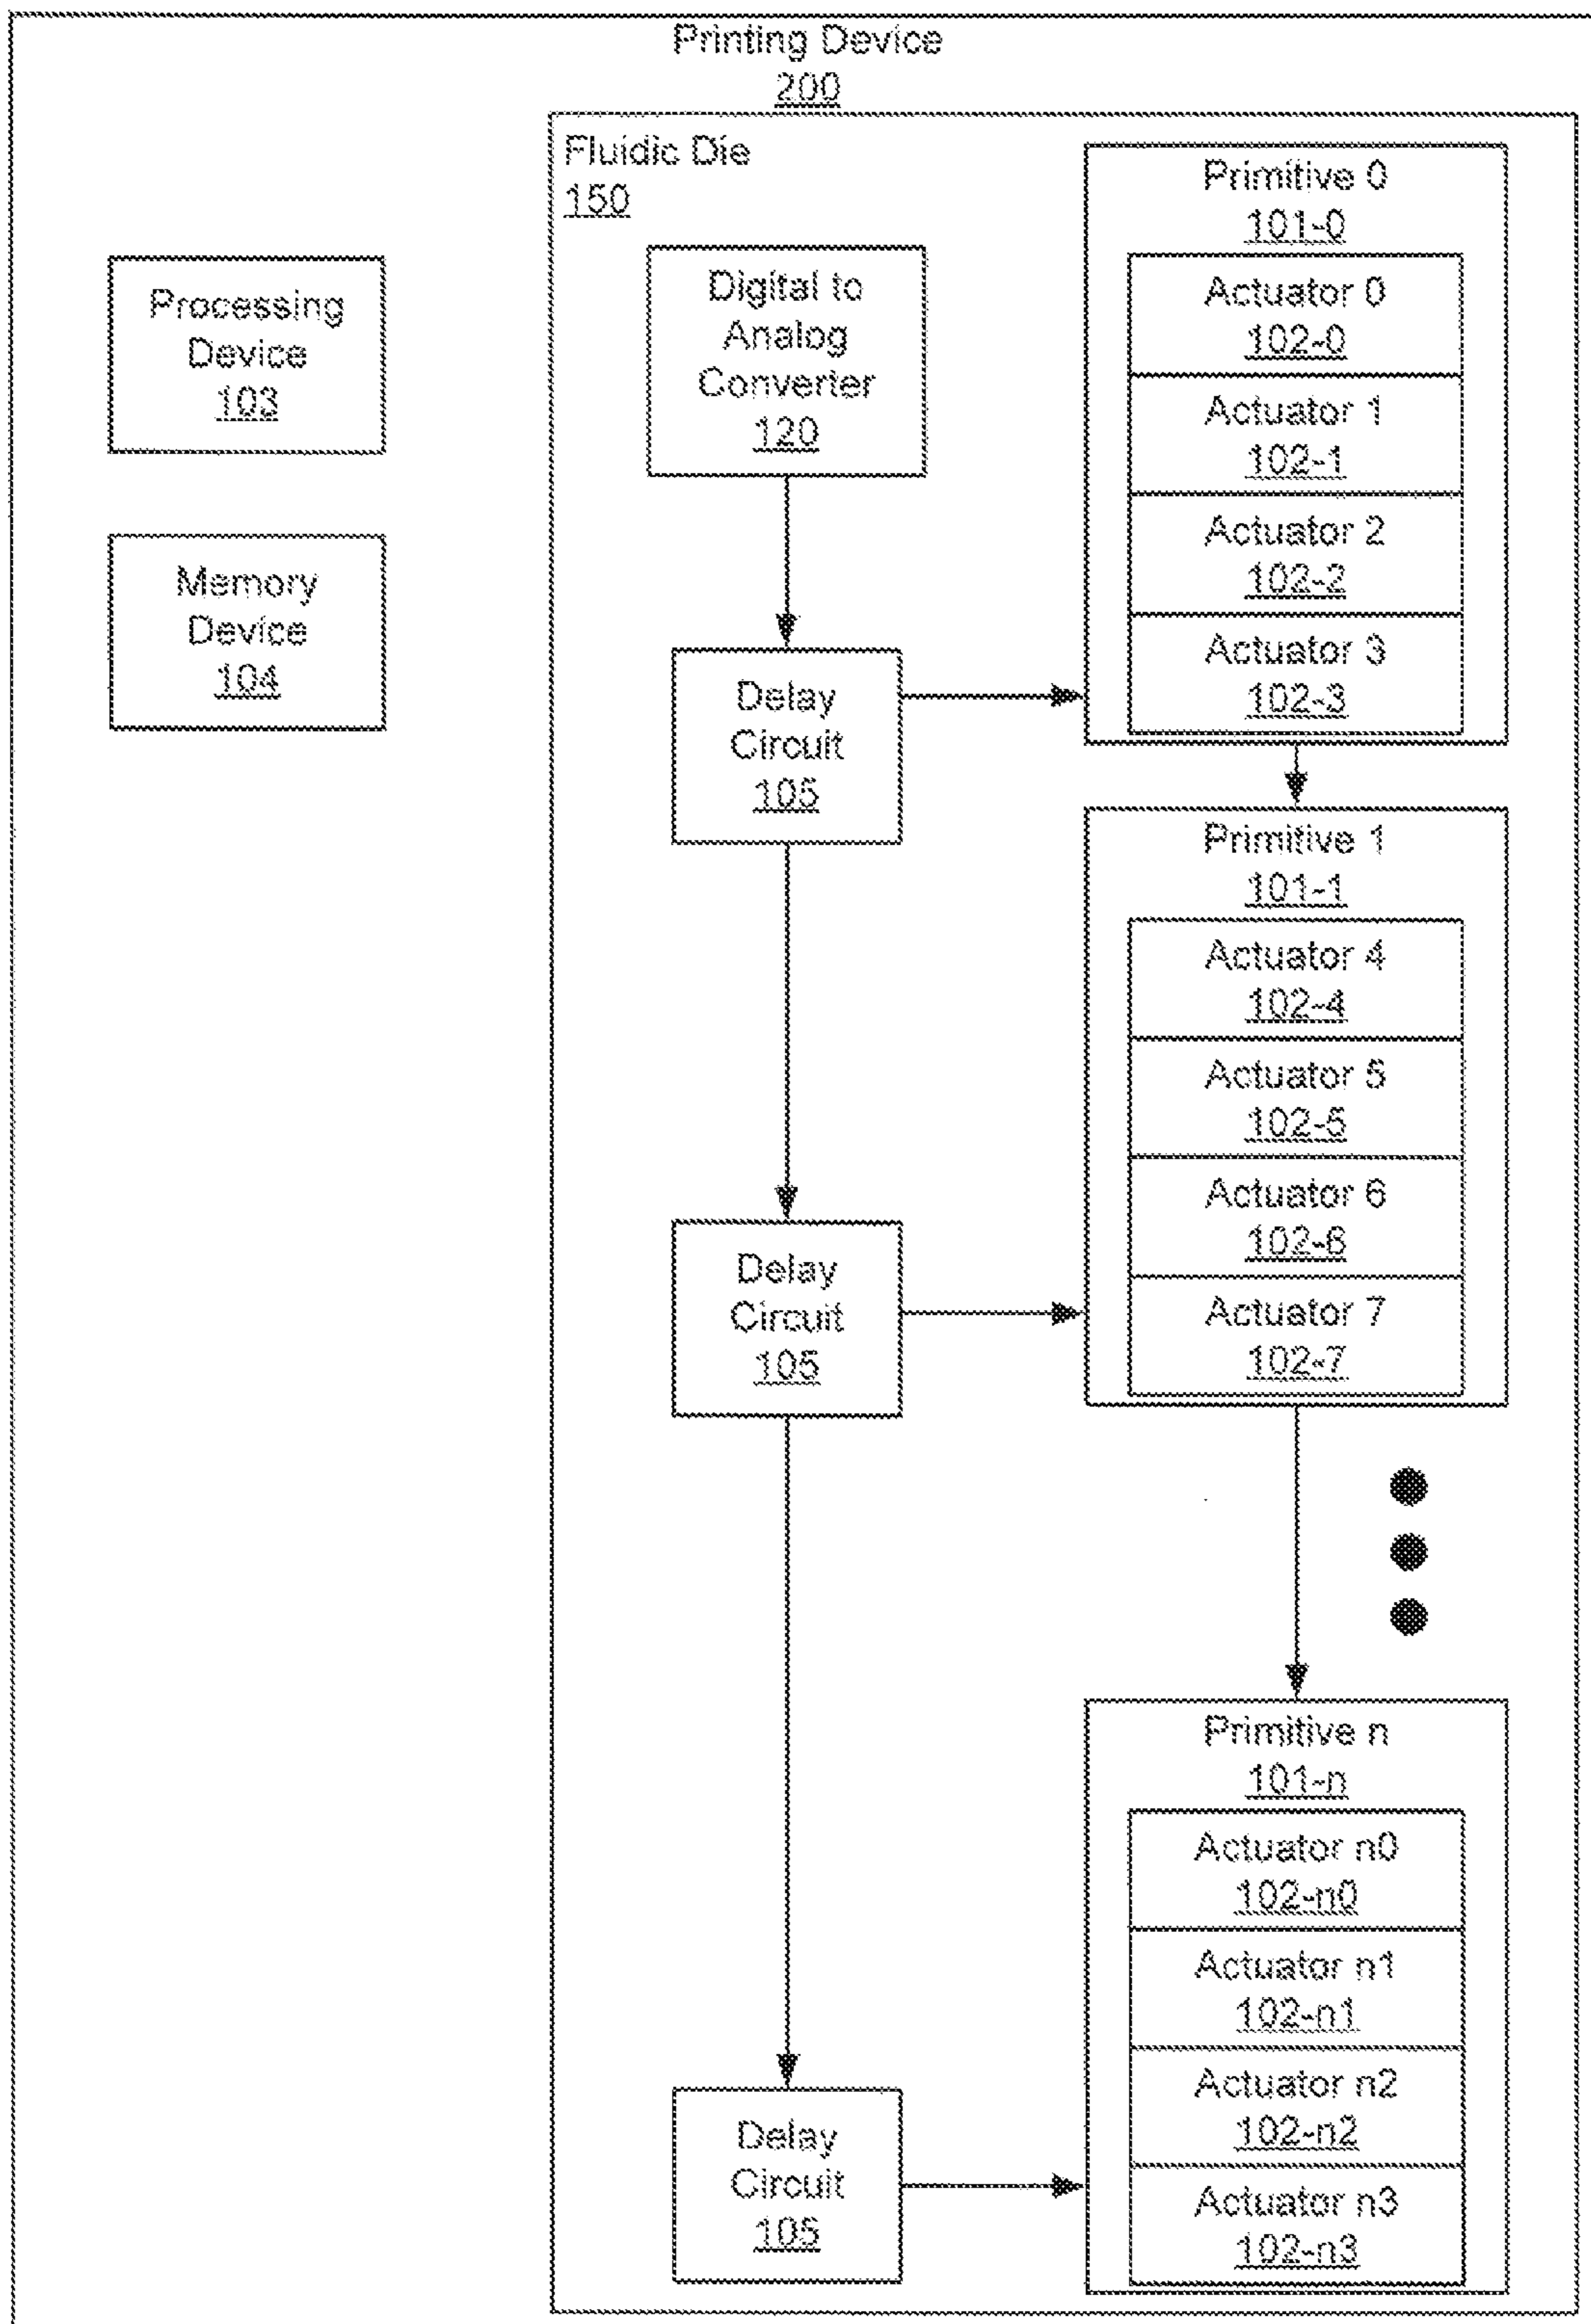 Printing Device
200
Fluidic Die
150
Processing
Device
103
Memory
Device
104
Digital to
Analog
Converter
120
Delay
Circuit
105
Delay
Circuit
105
Delay
Circuit
105
Primitive 0
101-0
Actuator 0
102-0
Actuator 1
102-1
Actuator 2
102-2
Actuator 3
102-3
Primitive 1
101-1
Actuator 4
102-4
Actuator 5
102-5
Actuator 6
102-6
Actuator 7
102-7
Primitive n
101-n
Actuator n0
102-n0
Actuator n1
102-n1
Actuator n2
102-n2
Actuator n3
102-n3